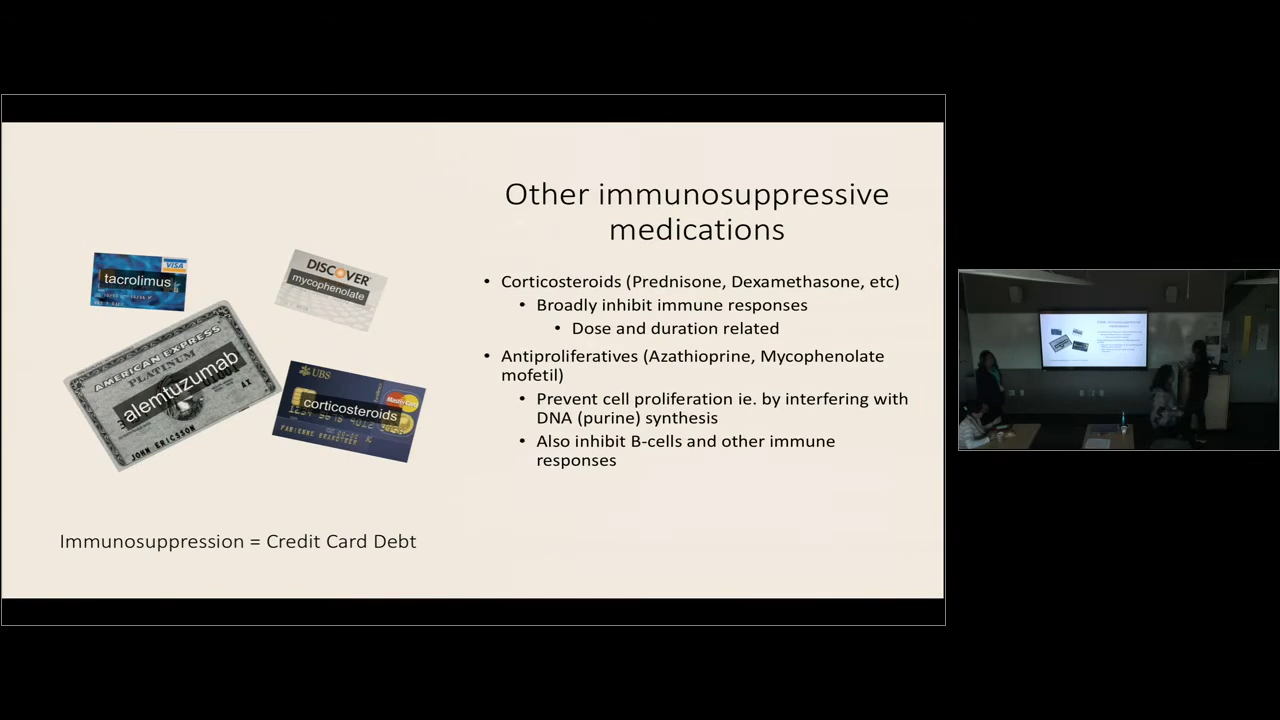 Other immunosuppressive
medications
• Corticosteroids (Prednisone, Dexamethasone, etc)
• Broadly inhibit immune responses
• Dose and duration related
• Antiproliferatives (Azathioprine, Mycophenolate
mofetil)
• Prevent cell proliferation ie. by interfering with
DNA (purine) synthesis
• Also inhibit B-cells and other immune
responses
VISA
tacrolimus
DISCOVER
mycophenolate
AMERICAN EXPRESS
PLATINUM
alemtuzumab
JOHN ERICSSON
UBS
MasterCard
corticosteroids
Immunosuppression = Credit Card Debt